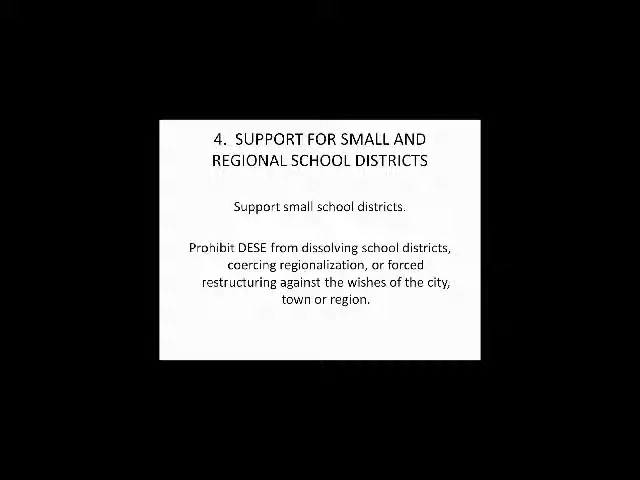 4. SUPPORT FOR SMALL AND
REGIONAL SCHOOL DISTRICTS
Support small school districts.
Prohibit DESE from dissolving school districts,
coercing regionalization, or forced
restructuring against the wishes of the city,
town or region.